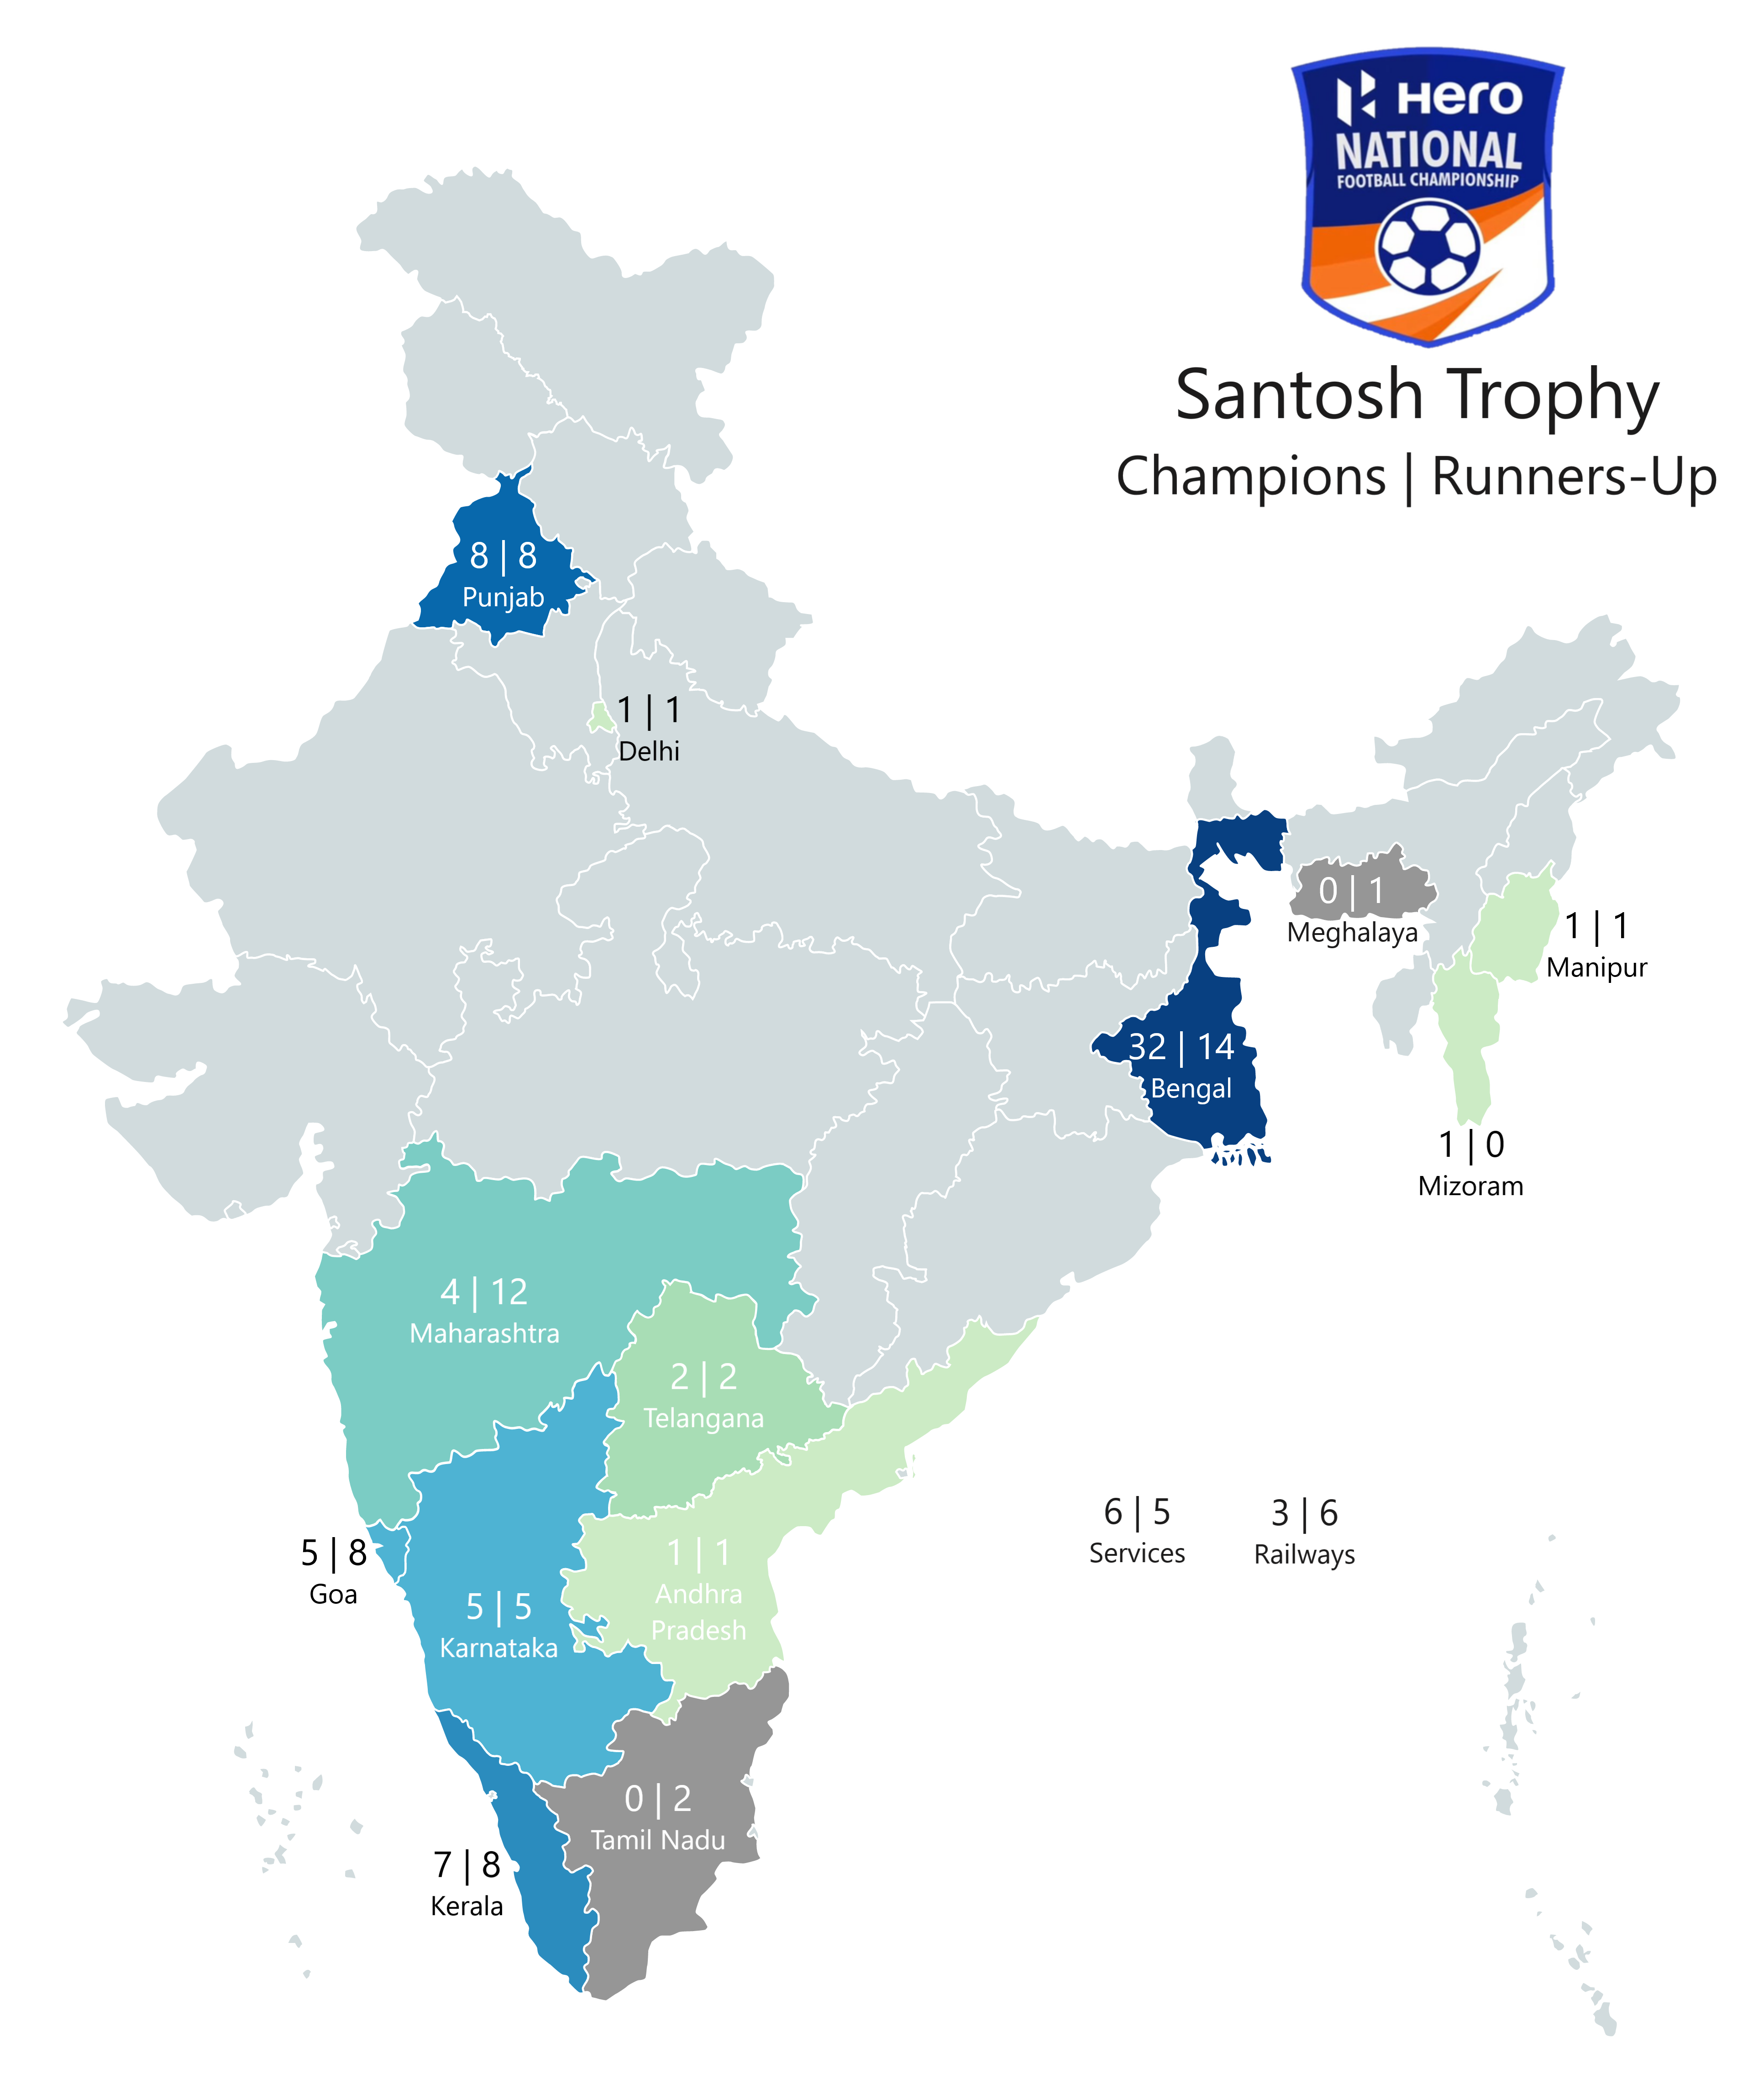 Hero
NATIONAL
FOOTBALL CHAMPIONSHIP
Santosh Trophy
Champions | Runners-Up
8 | 8
Punjab
1 | 1
Delhi
0 | 1
Meghalaya
1 | 1
Manipur
32 | 14
Bengal
1 | 0
Mizoram
4 | 12
Maharashtra
2 | 2
Telangana
6 | 5
Services
3 | 6
Railways
5 | 8
Goa
1 | 1
Andhra
Pradesh
5 | 5
Karnataka
0 | 2
Tamil Nadu
7 | 8
Kerala